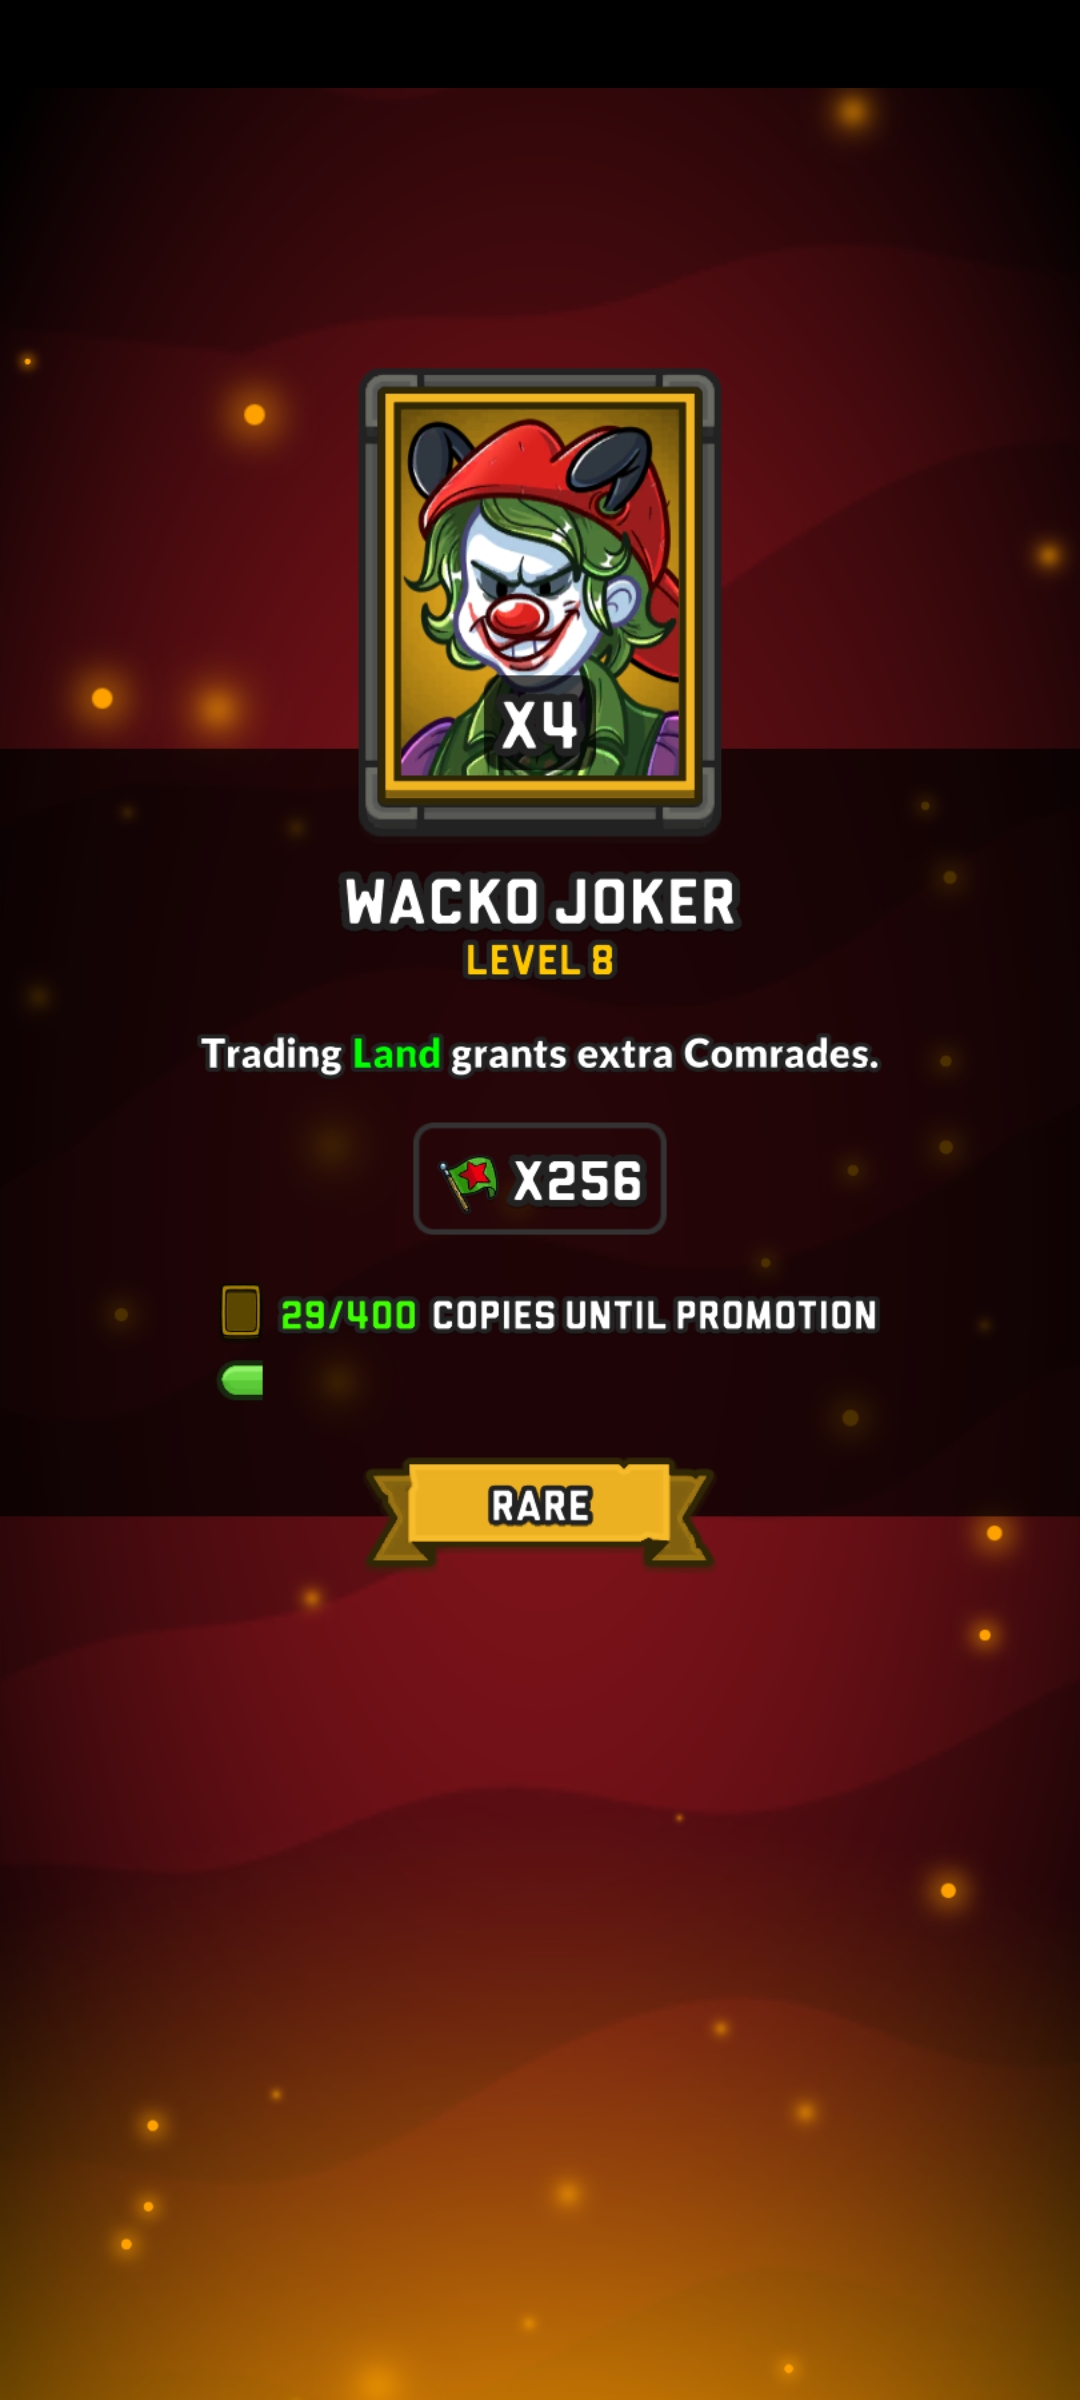 X4
WACKO JOKER
LEVEL 8
Trading Land grants extra Comrades.
X256
29/400 COPIES UNTIL PROMOTION
RARE